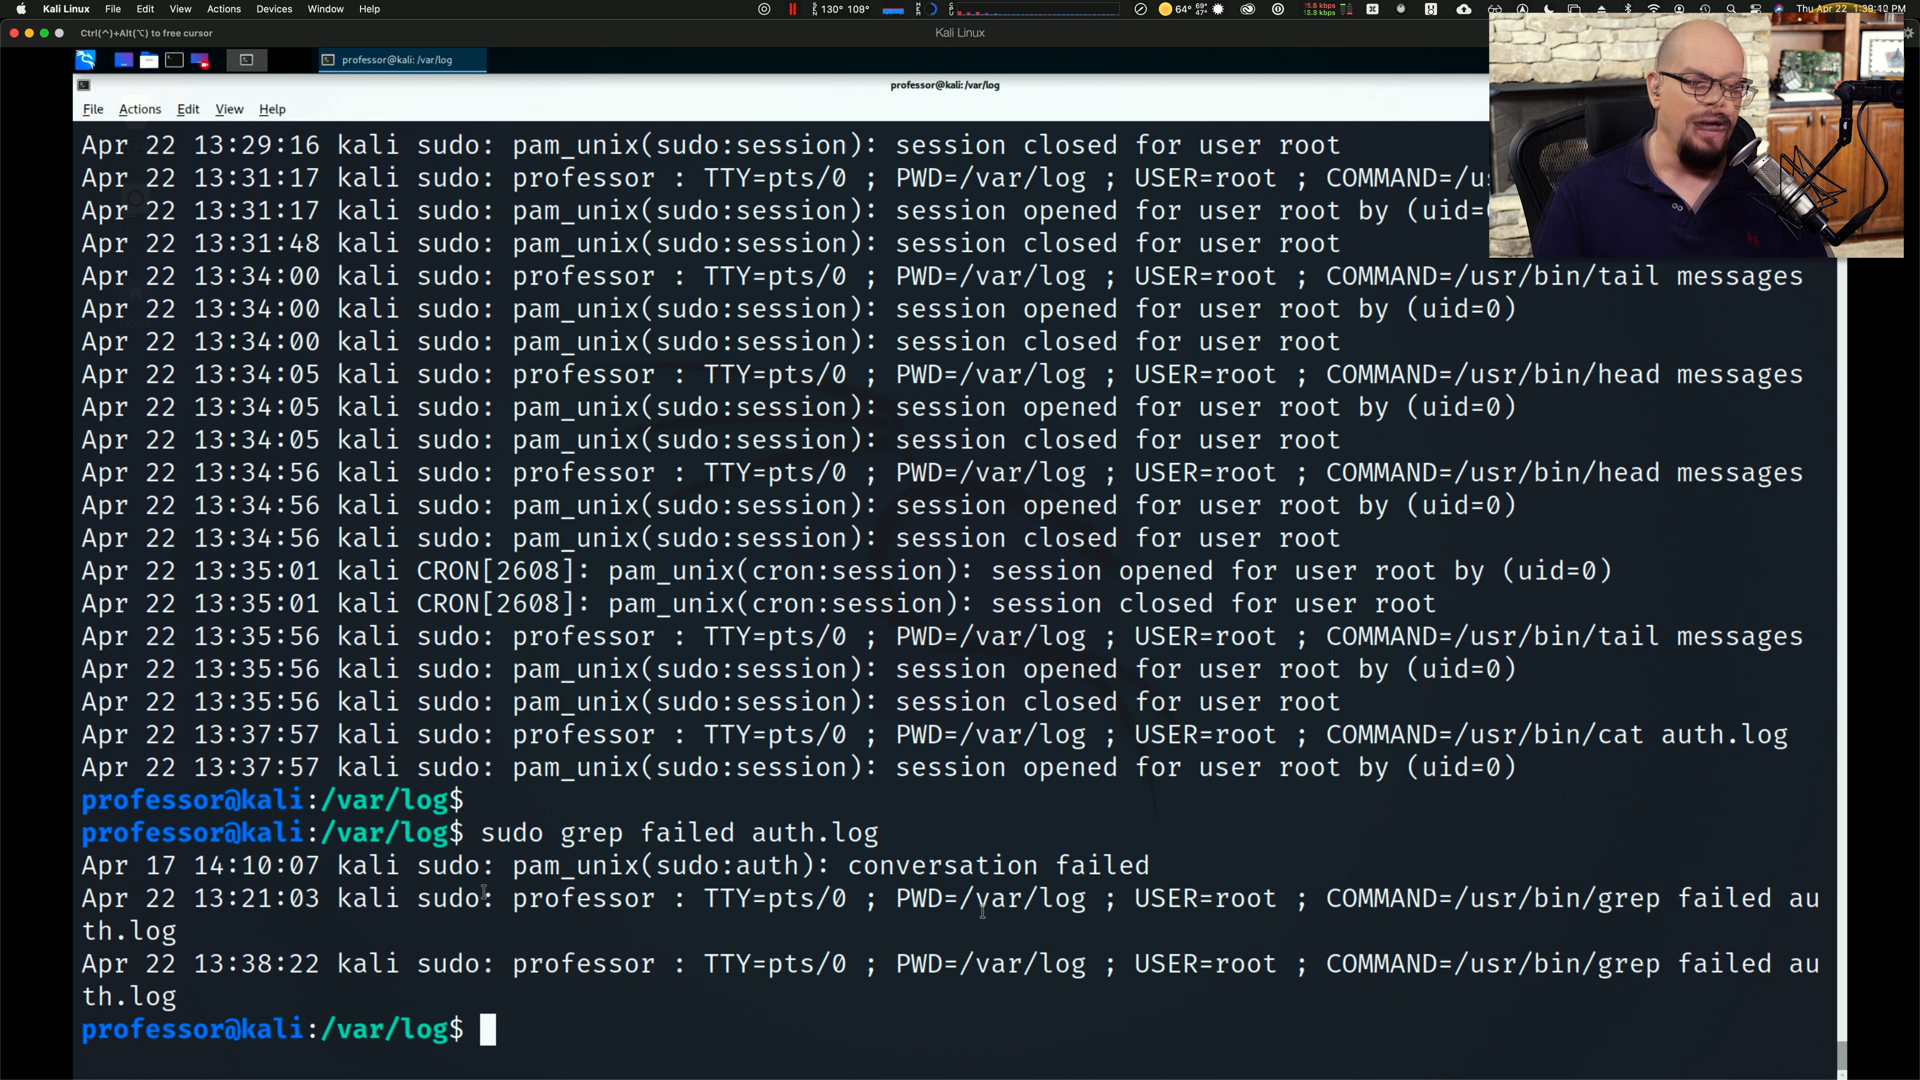 Kali Linux File Edit View Actions Devices Window Help 130° 108° 64° Thu Apr 22 1:39:40 PM
Ctrl(^)+Alt(⌥) to free cursor Kali Linux
professor@kali: /var/log
professor@kali: /var/log
File Actions Edit View Help
Apr 22 13:29:16 kali sudo: pam_unix(sudo:session): session closed for user root
Apr 22 13:31:17 kali sudo: professor : TTY=pts/0 ; PWD=/var/log ; USER=root ; COMMAND=/us
Apr 22 13:31:17 kali sudo: pam_unix(sudo:session): session opened for user root by (uid=
Apr 22 13:31:48 kali sudo: pam_unix(sudo:session): session closed for user root
Apr 22 13:34:00 kali sudo: professor : TTY=pts/0 ; PWD=/var/log ; USER=root ; COMMAND=/usr/bin/tail messages
Apr 22 13:34:00 kali sudo: pam_unix(sudo:session): session opened for user root by (uid=0)
Apr 22 13:34:00 kali sudo: pam_unix(sudo:session): session closed for user root
Apr 22 13:34:05 kali sudo: professor : TTY=pts/0 ; PWD=/var/log ; USER=root ; COMMAND=/usr/bin/head messages
Apr 22 13:34:05 kali sudo: pam_unix(sudo:session): session opened for user root by (uid=0)
Apr 22 13:34:05 kali sudo: pam_unix(sudo:session): session closed for user root
Apr 22 13:34:56 kali sudo: professor : TTY=pts/0 ; PWD=/var/log ; USER=root ; COMMAND=/usr/bin/head messages
Apr 22 13:34:56 kali sudo: pam_unix(sudo:session): session opened for user root by (uid=0)
Apr 22 13:34:56 kali sudo: pam_unix(sudo:session): session closed for user root
Apr 22 13:35:01 kali CRON[2608]: pam_unix(cron:session): session opened for user root by (uid=0)
Apr 22 13:35:01 kali CRON[2608]: pam_unix(cron:session): session closed for user root
Apr 22 13:35:56 kali sudo: professor : TTY=pts/0 ; PWD=/var/log ; USER=root ; COMMAND=/usr/bin/tail messages
Apr 22 13:35:56 kali sudo: pam_unix(sudo:session): session opened for user root by (uid=0)
Apr 22 13:35:56 kali sudo: pam_unix(sudo:session): session closed for user root
Apr 22 13:37:57 kali sudo: professor : TTY=pts/0 ; PWD=/var/log ; USER=root ; COMMAND=/usr/bin/cat auth.log
Apr 22 13:37:57 kali sudo: pam_unix(sudo:session): session opened for user root by (uid=0)
professor@kali:/var/log$
professor@kali:/var/log$ sudo grep failed auth.log
Apr 17 14:10:07 kali sudo: pam_unix(sudo:auth): conversation failed
Apr 22 13:21:03 kali sudo: professor : TTY=pts/0 ; PWD=/var/log ; USER=root ; COMMAND=/usr/bin/grep failed au
th.log
Apr 22 13:38:22 kali sudo: professor : TTY=pts/0 ; PWD=/var/log ; USER=root ; COMMAND=/usr/bin/grep failed au
th.log
professor@kali:/var/log$